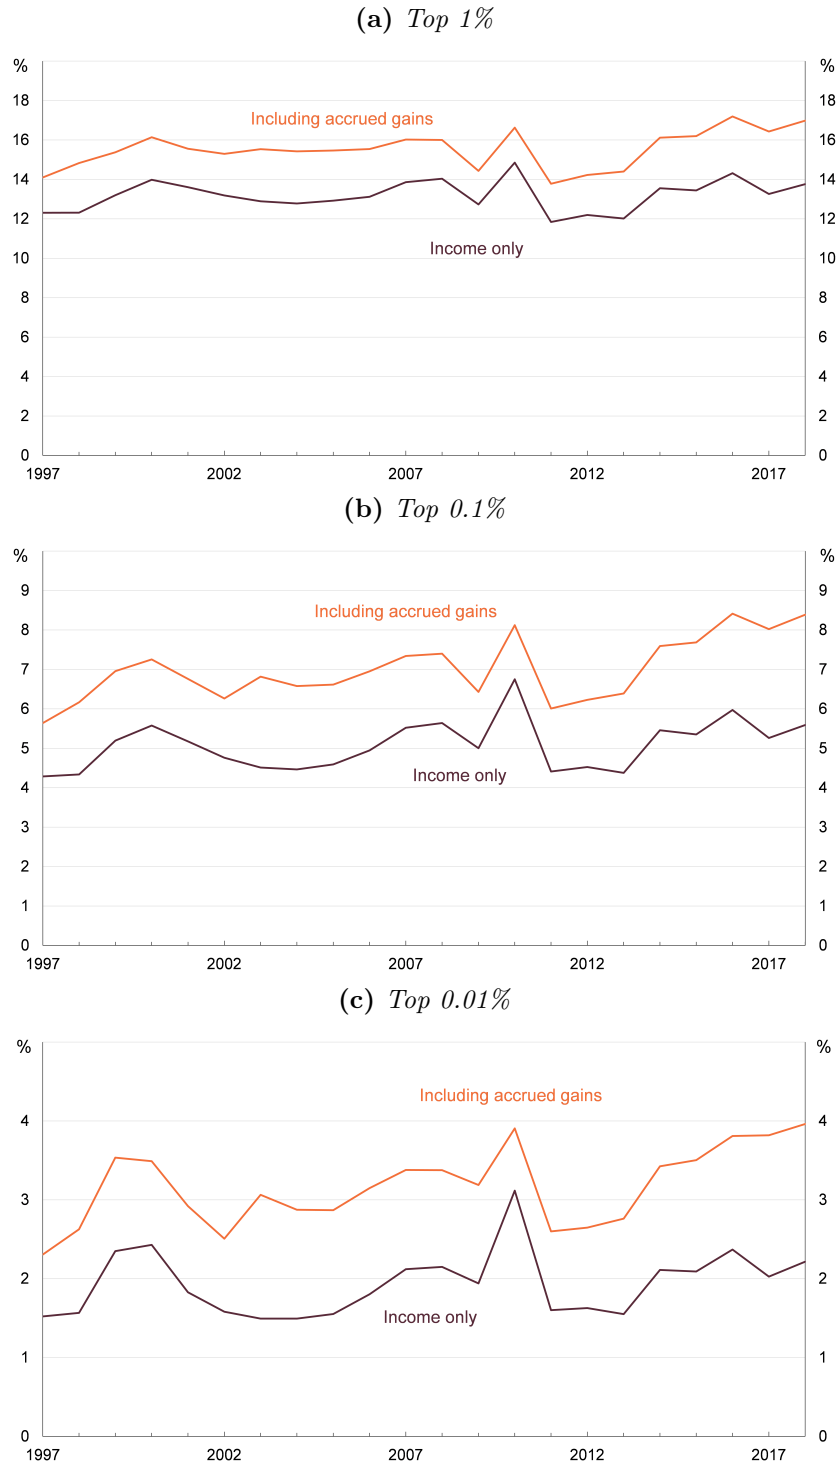 (a) Top 1%
% %
18 18
Including accrued gains
16 16
14 14
12 12
Income only
10 10
8 8
6 6
4 4
2 2
0 0
1997 2002 2007 2012 2017
(b) Top 0.1%
% %
9 9
Including accrued gains
8 8
7 7
6 6
5 5
Income only
4 4
3 3
2 2
1 1
0 0
1997 2002 2007 2012 2017
(c) Top 0.01%
% %
Including accrued gains
4 4
3 3
2 2
Income only
1 1
0 0
1997 2002 2007 2012 2017